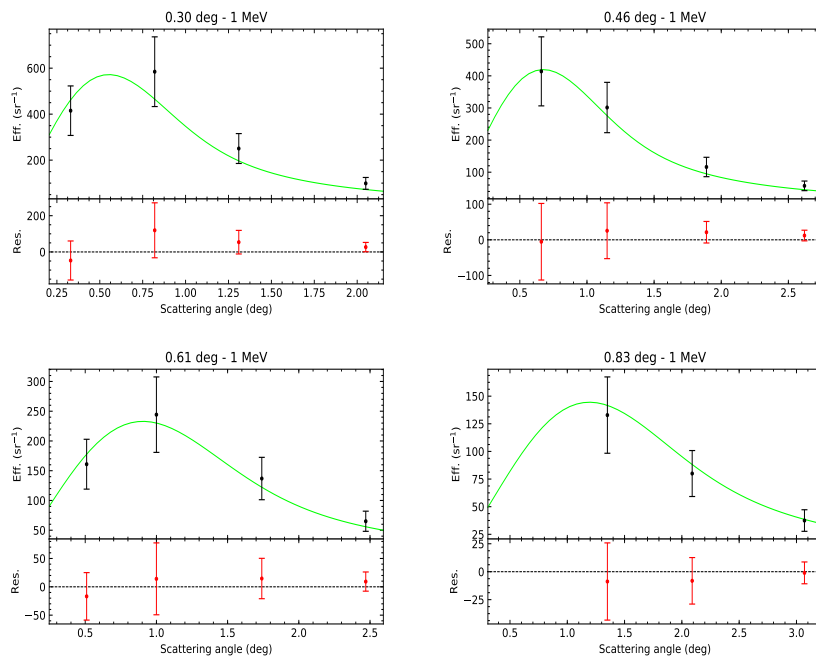 0.30 deg - 1 MeV
Eff. (sr⁻¹)
600
400
200
Res.
200
0
0.25 0.50 0.75 1.00 1.25 1.50 1.75 2.00
Scattering angle (deg)
0.46 deg - 1 MeV
Eff. (sr⁻¹)
500
400
300
200
100
Res.
100
0
−100
0.5 1.0 1.5 2.0 2.5
Scattering angle (deg)
0.61 deg - 1 MeV
Eff. (sr⁻¹)
300
250
200
150
100
50
Res.
50
0
−50
0.5 1.0 1.5 2.0 2.5
Scattering angle (deg)
0.83 deg - 1 MeV
Eff. (sr⁻¹)
150
125
100
75
50
25
Res.
25
0
−25
0.5 1.0 1.5 2.0 2.5 3.0
Scattering angle (deg)